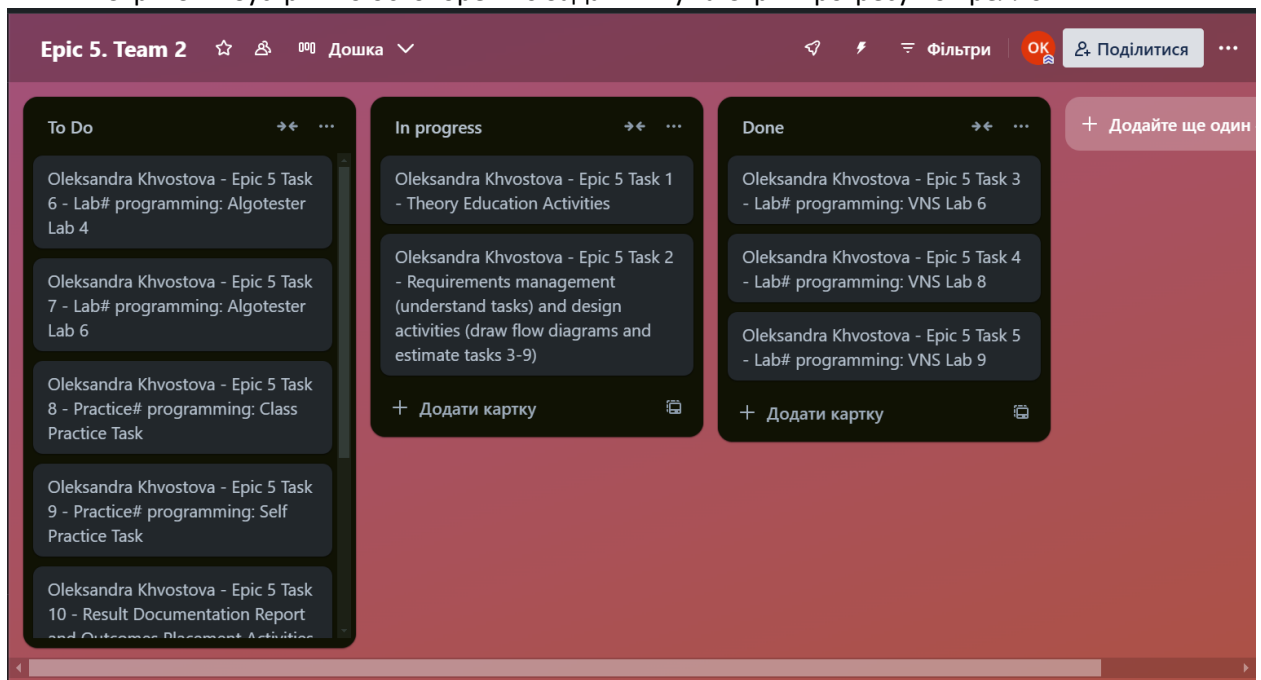 Epic 5. Team 2
Дошка
Фільтри
OK
Поділитися
To Do
Oleksandra Khvostova - Epic 5 Task
6 - Lab# programming: Algotester
Lab 4
Oleksandra Khvostova - Epic 5 Task
7 - Lab# programming: Algotester
Lab 6
Oleksandra Khvostova - Epic 5 Task
8 - Practice# programming: Class
Practice Task
Oleksandra Khvostova - Epic 5 Task
9 - Practice# programming: Self
Practice Task
Oleksandra Khvostova - Epic 5 Task
10 - Result Documentation Report
and Outcomes Placement Activities
In progress
Oleksandra Khvostova - Epic 5 Task 1
- Theory Education Activities
Oleksandra Khvostova - Epic 5 Task 2
- Requirements management
(understand tasks) and design
activities (draw flow diagrams and
estimate tasks 3-9)
+ Додати картку
Done
Oleksandra Khvostova - Epic 5 Task 3
- Lab# programming: VNS Lab 6
Oleksandra Khvostova - Epic 5 Task 4
- Lab# programming: VNS Lab 8
Oleksandra Khvostova - Epic 5 Task 5
- Lab# programming: VNS Lab 9
+ Додати картку
+ Додайте ще один